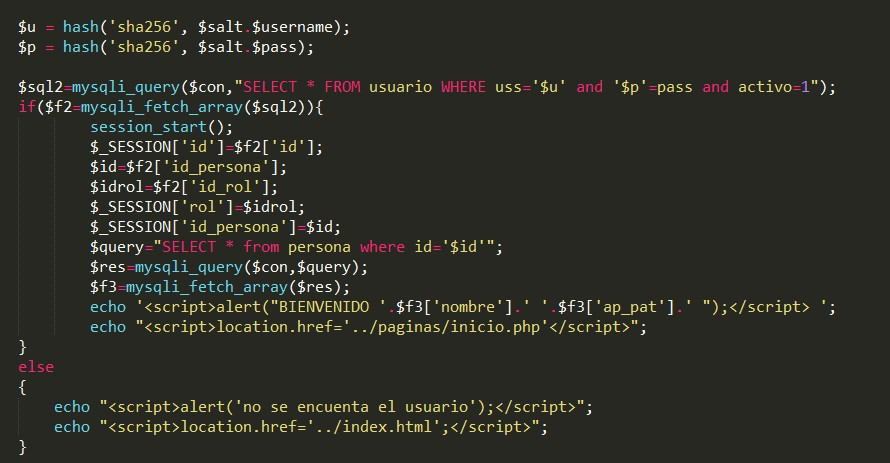 $u = hash('sha256', $salt.$username);
$p = hash('sha256', $salt.$pass);
$sql2=mysqli_query($con,"SELECT * FROM usuario WHERE uss='$u' and '$p'=pass and activo=1");
if($f2=mysqli_fetch_array($sql2)){
session_start();
$_SESSION['id']=$f2['id'];
$id=$f2['id_persona'];
$idrol=$f2['id_rol'];
$_SESSION['rol']=$idrol;
$_SESSION['id_persona']=$id;
$query="SELECT * from persona where id='$id'";
$res=mysqli_query($con,$query);
$f3=mysqli_fetch_array($res);
echo '<script>alert("BIENVENIDO '.$f3['nombre'].' '.$f3['ap_pat'].' ");</script> ';
echo "<script>location.href='../paginas/inicio.php'</script>";
}
else
{
echo "<script>alert('no se encuenta el usuario');</script>";
echo "<script>location.href='../index.html';</script>";
}